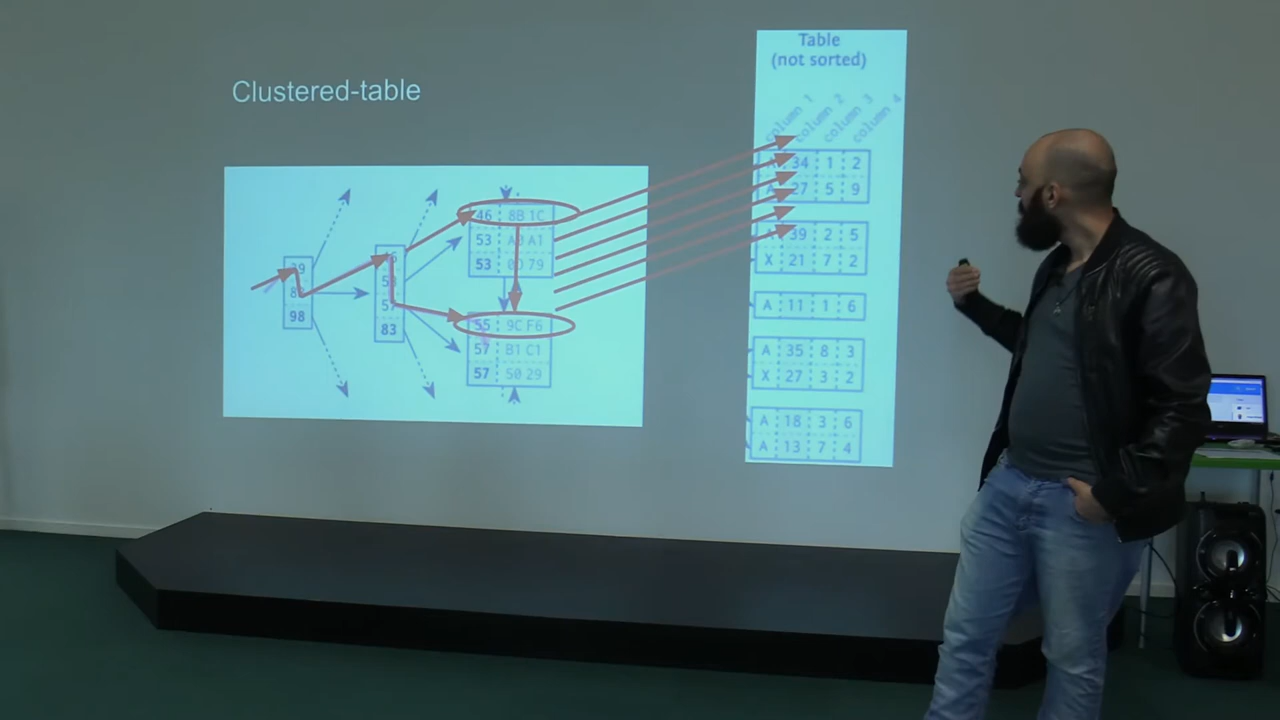 Clustered-table
Table
(not sorted)
column 1
column 2
column 3
column 4
98
83
46 8B 1C
53 A1
53 79
55 9C F6
57 B1 C1
57 50 29
34 1 2
27 5 9
39 2 5
X 21 7 2
A 11 1 6
A 35 8 3
X 27 3 2
A 18 3 6
A 13 7 4